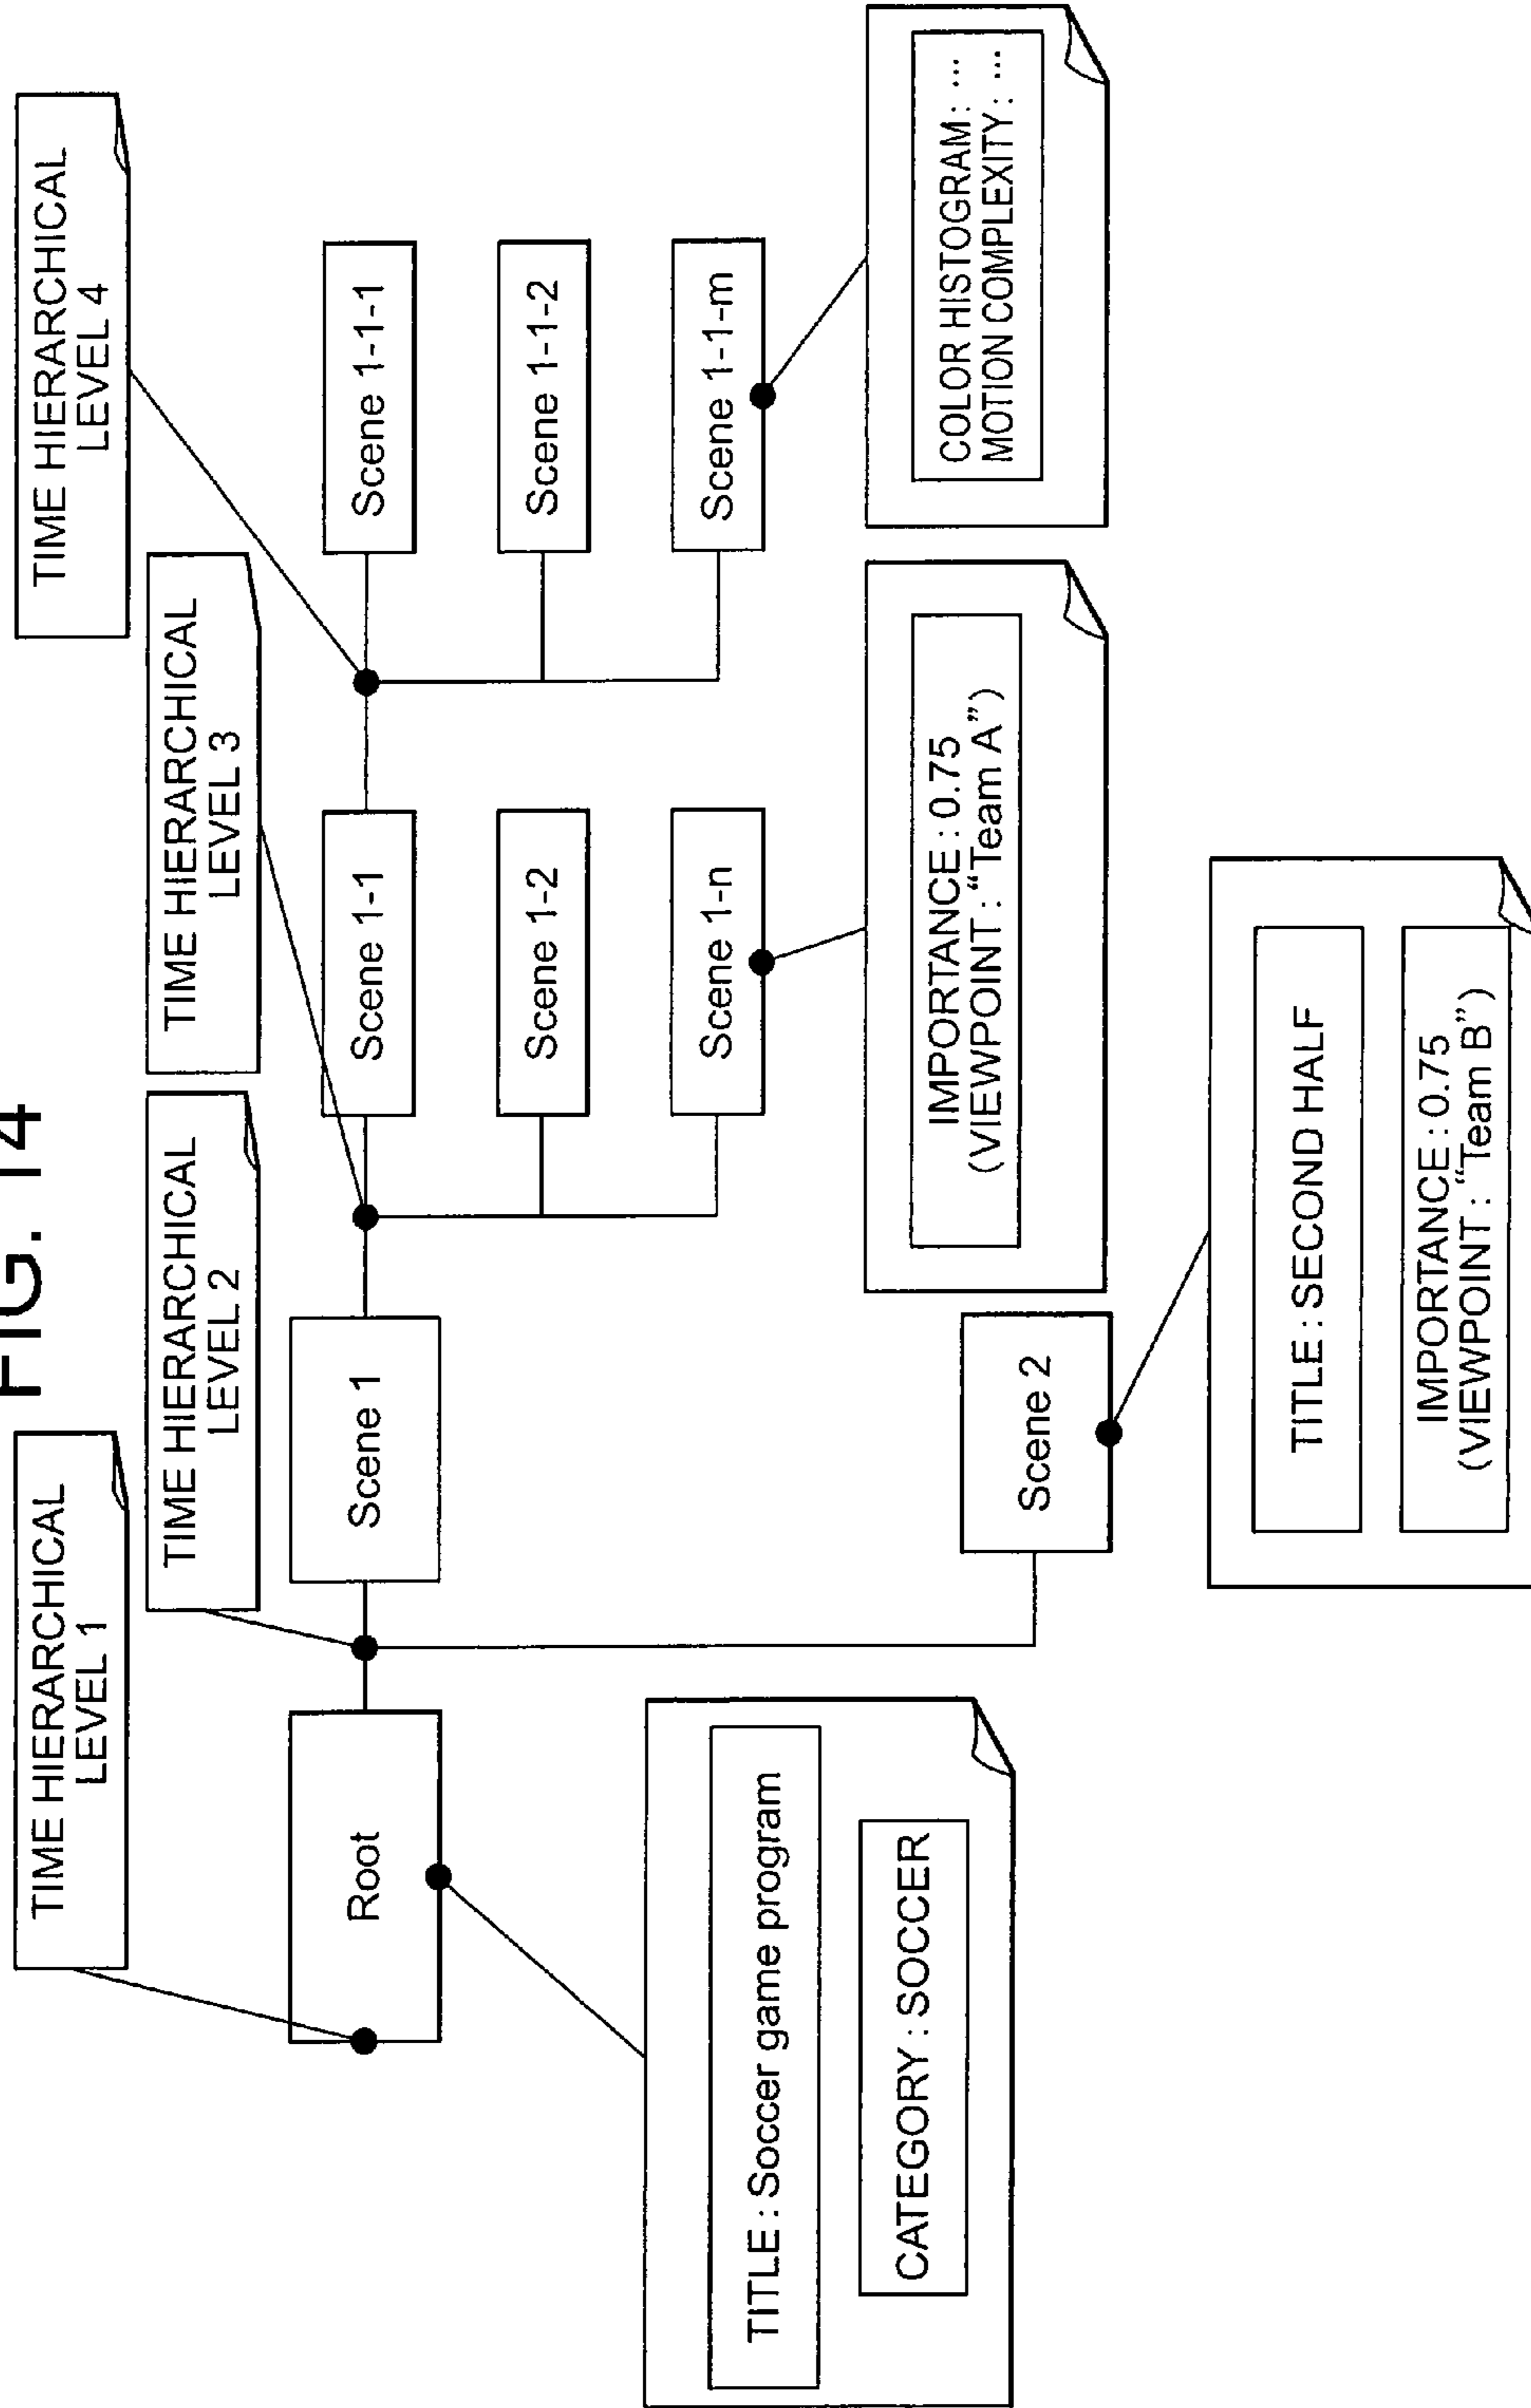 FIG. 14
TIME HIERARCHICAL
LEVEL 1
TIME HIERARCHICAL
LEVEL 2
TIME HIERARCHICAL
LEVEL 3
TIME HIERARCHICAL
LEVEL 4
Root
Scene 1
Scene 1-1
Scene 1-1-1
Scene 1-2
Scene 1-1-2
Scene 1-n
Scene 1-1-m
TITLE : Soccer game program
CATEGORY : SOCCER
Scene 2
IMPORTANCE : 0.75
(VIEWPOINT : “Team A”)
COLOR HISTOGRAM : ...
MOTION COMPLEXITY : ...
TITLE : SECOND HALF
IMPORTANCE : 0.75
(VIEWPOINT : “Team B”)